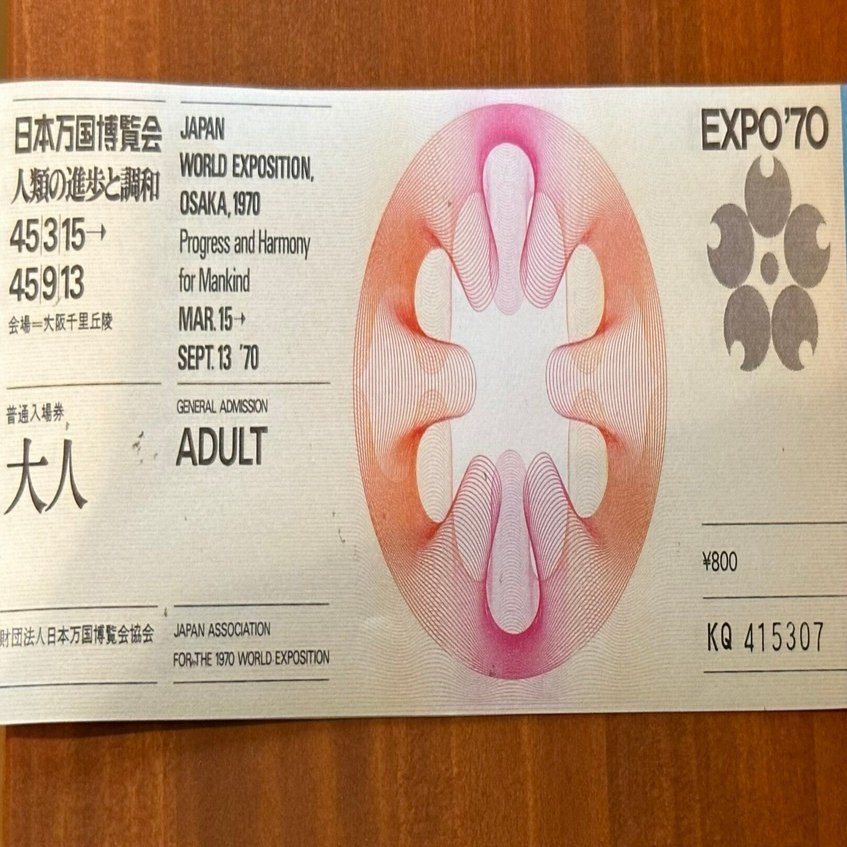 日本万国博覧会
人類の進歩と調和
45|3|15→
45|9|13
会場=大阪千里丘陵
普通入場券
大人
財団法人日本万国博覧会協会
JAPAN
WORLD EXPOSITION,
OSAKA, 1970
Progress and Harmony
for Mankind
MAR. 15→
SEPT. 13 '70
GENERAL ADMISSION
ADULT
JAPAN ASSOCIATION
FOR THE 1970 WORLD EXPOSITION
EXPO'70
¥800
KQ 415307